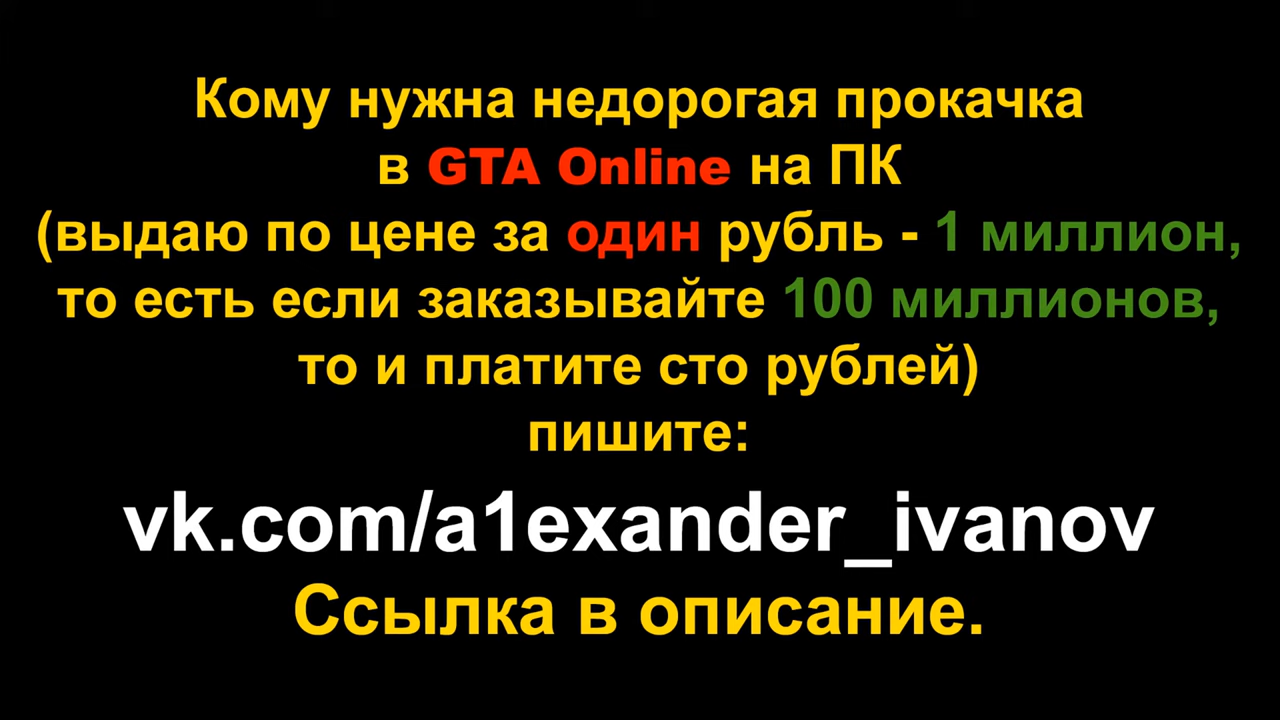 Кому нужна недорогая прокачка
в GTA Online на ПК
(выдаю по цене за один рубль - 1 миллион,
то есть если заказывайте 100 миллионов,
то и платите сто рублей)
пишите:
vk.com/a1exander_ivanov
Ссылка в описание.